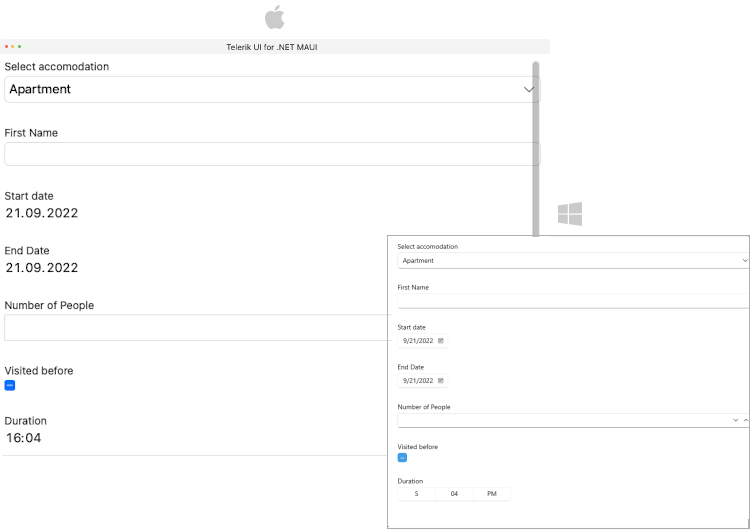 Telerik UI for .NET MAUI
Select accomodation
Apartment
First Name
Start date
21.09.2022
End Date
21.09.2022
Number of People
Visited before
Duration
16:04
Select accomodation
Apartment
First Name
Start date
9/21/2022
End Date
9/21/2022
Number of People
Visited before
Duration
5 04 PM